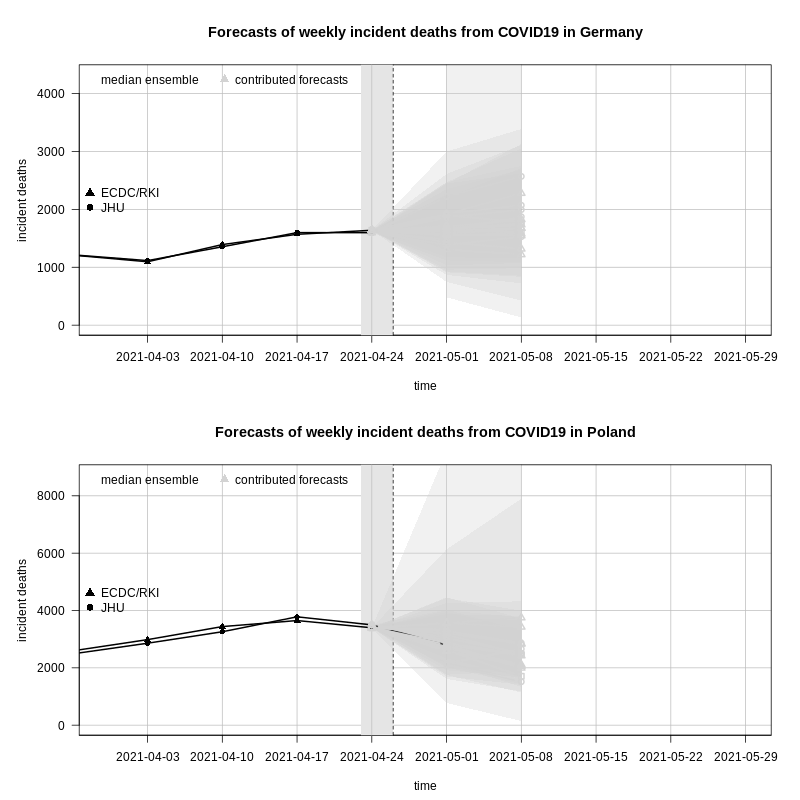 Forecasts of weekly incident deaths from COVID19 in Germany
median ensemble contributed forecasts
4000
3000
ECDC/RKI
JHU
2000
1000
0
incident deaths
2021-04-03 2021-04-10 2021-04-17 2021-04-24 2021-05-01 2021-05-08 2021-05-15 2021-05-22 2021-05-29
time
Forecasts of weekly incident deaths from COVID19 in Poland
median ensemble contributed forecasts
8000
6000
ECDC/RKI
JHU
4000
2000
0
incident deaths
2021-04-03 2021-04-10 2021-04-17 2021-04-24 2021-05-01 2021-05-08 2021-05-15 2021-05-22 2021-05-29
time